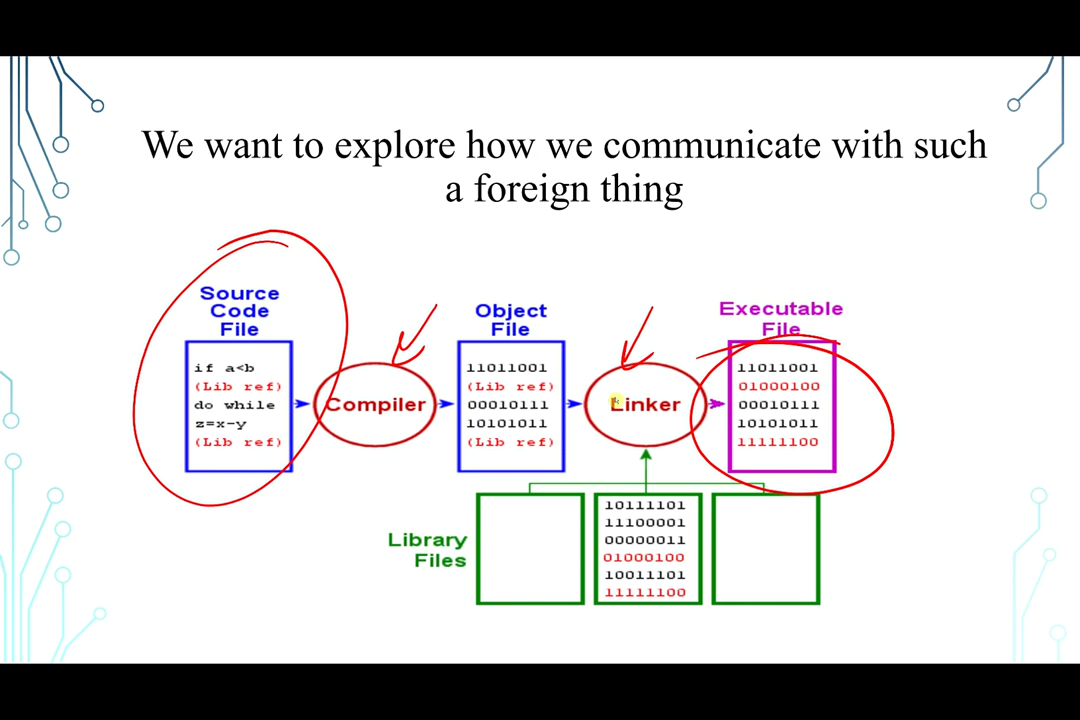 We want to explore how we communicate with such
a foreign thing
Source
Code
File
if a<b
(Lib ref)
do while
z=x-y
(Lib ref)
Compiler
Object
File
11011001
(Lib ref)
00010111
10101011
(Lib ref)
Linker
Executable
File
11011001
01000100
00010111
10101011
11111100
Library
Files
10111101
11100001
00000011
01000100
10011101
11111100